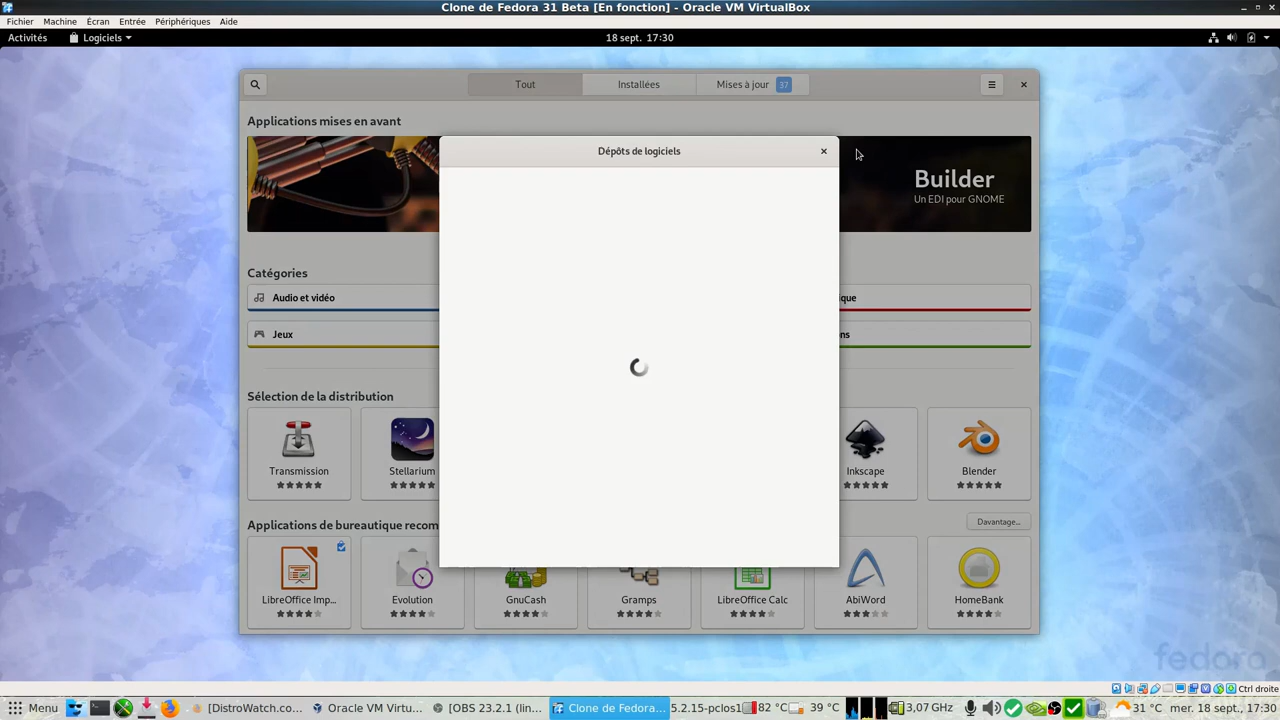 Clone de Fedora 31 Beta [En fonction] - Oracle VM VirtualBox
Fichier Machine Écran Entrée Périphériques Aide
Activités Logiciels 18 sept. 17:30
Tout Installées Mises à jour 37
Applications mises en avant
Dépôts de logiciels
Builder
Un EDI pour GNOME
Catégories
Audio et vidéo ique
Jeux ns
Sélection de la distribution
Transmission Stellarium Inkscape Blender
Applications de bureautique recom Davantage...
LibreOffice Imp... Evolution GnuCash Gramps LibreOffice Calc AbiWord HomeBank
fedora
Ctrl droite
Menu [DistroWatch.co... Oracle VM Virtu... [OBS 23.2.1 (lin... Clone de Fedora... 5.2.15-pclos1 82 °C 39 °C 3,07 GHz 31 °C mer. 18 sept., 17:30